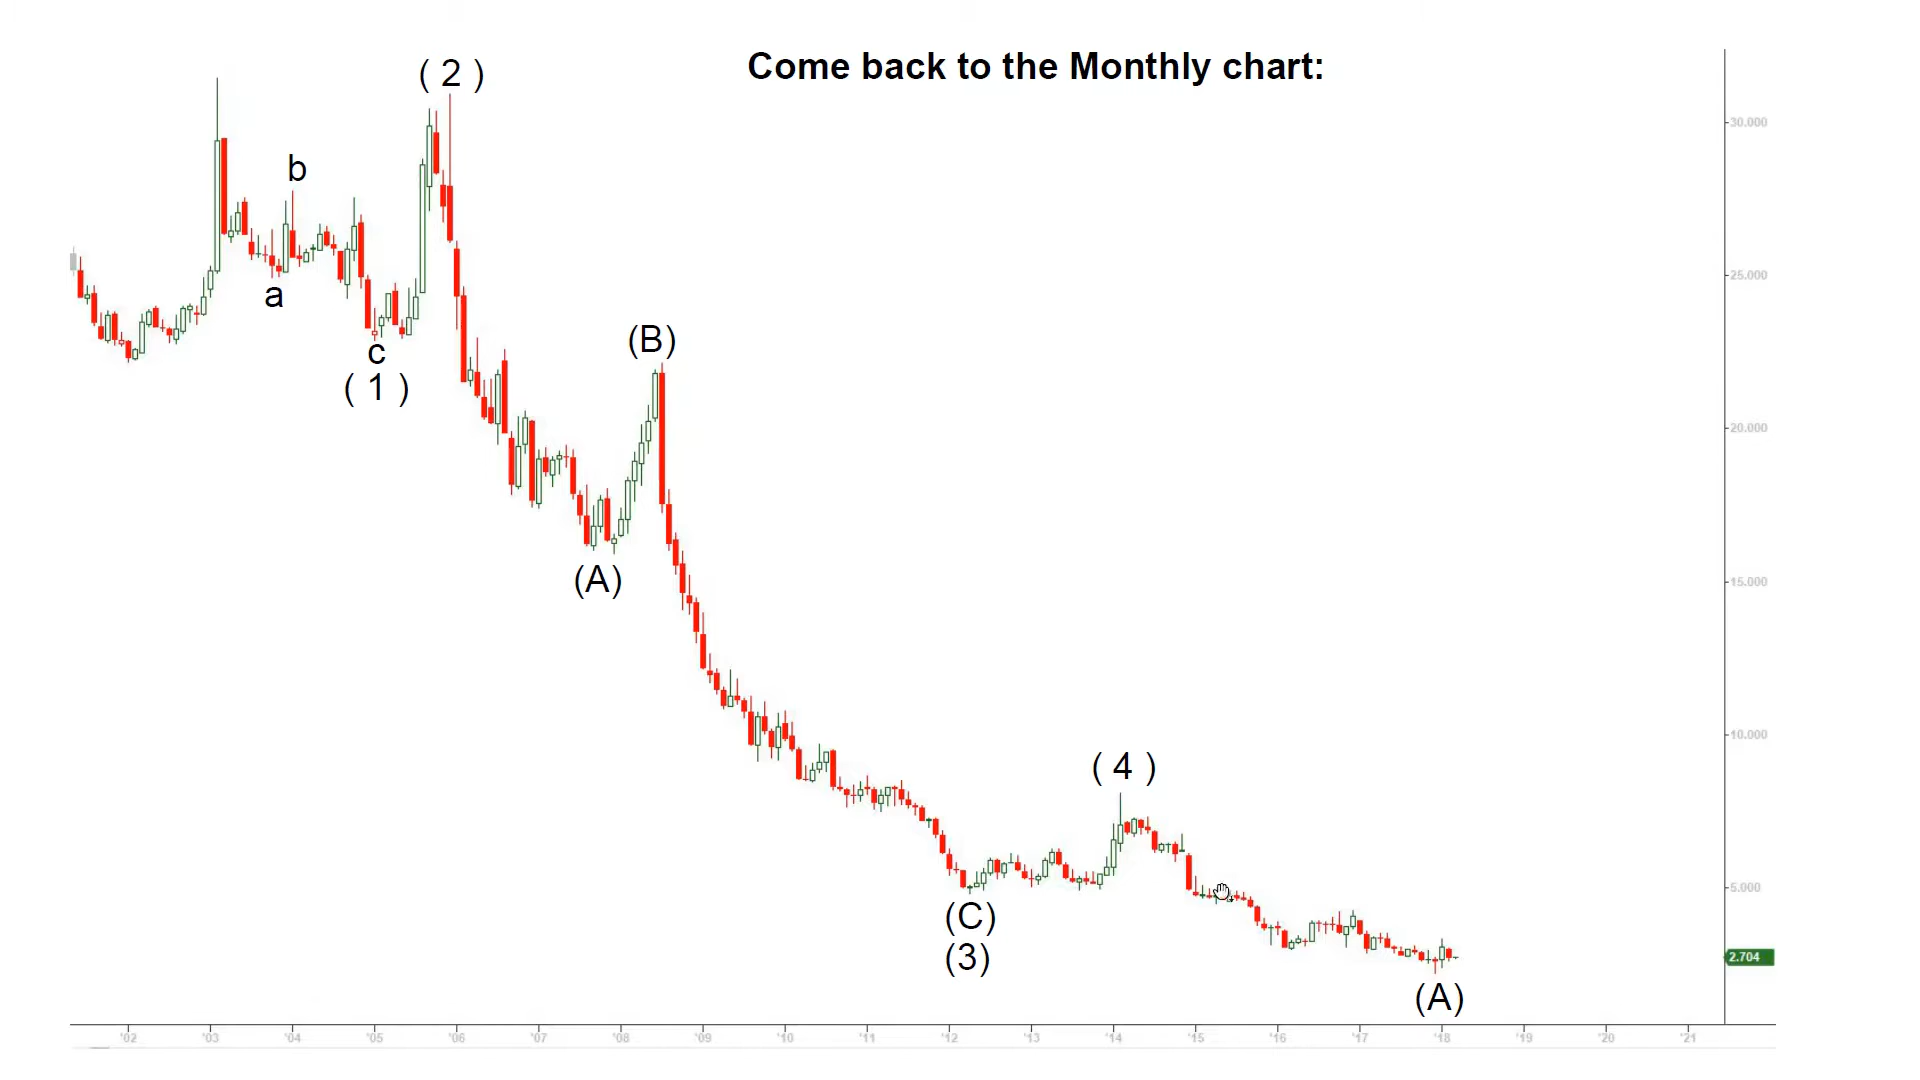 Come back to the Monthly chart:
( 2 )
30.000
b
25.000
a
(B)
c
( 1 )
20.000
(A)
15.000
10.000
( 4 )
5.000
(C)
(3)
2.704
(A)
'02 '03 '04 '05 '06 '07 '08 '09 '10 '11 '12 '13 '14 '15 '16 '17 '18 '19 '20 '21